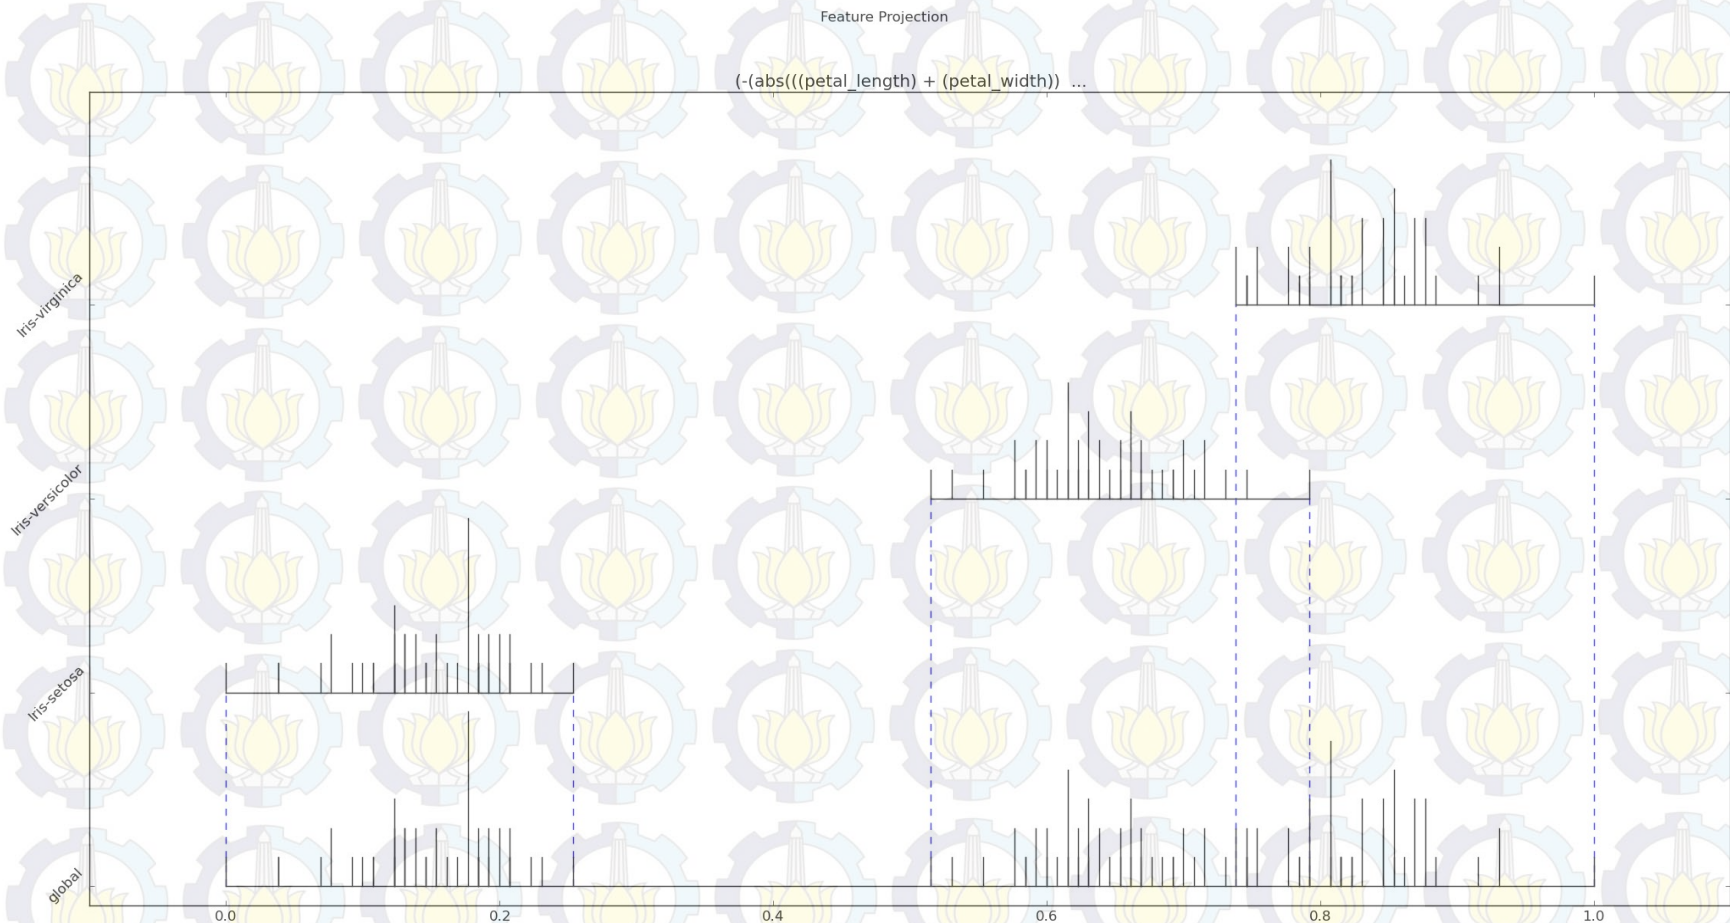 Feature Projection
(-(abs(((petal_length) + (petal_width))  ...
Iris-virginica
Iris-versicolor
Iris-setosa
global
0.0 0.2 0.4 0.6 0.8 1.0